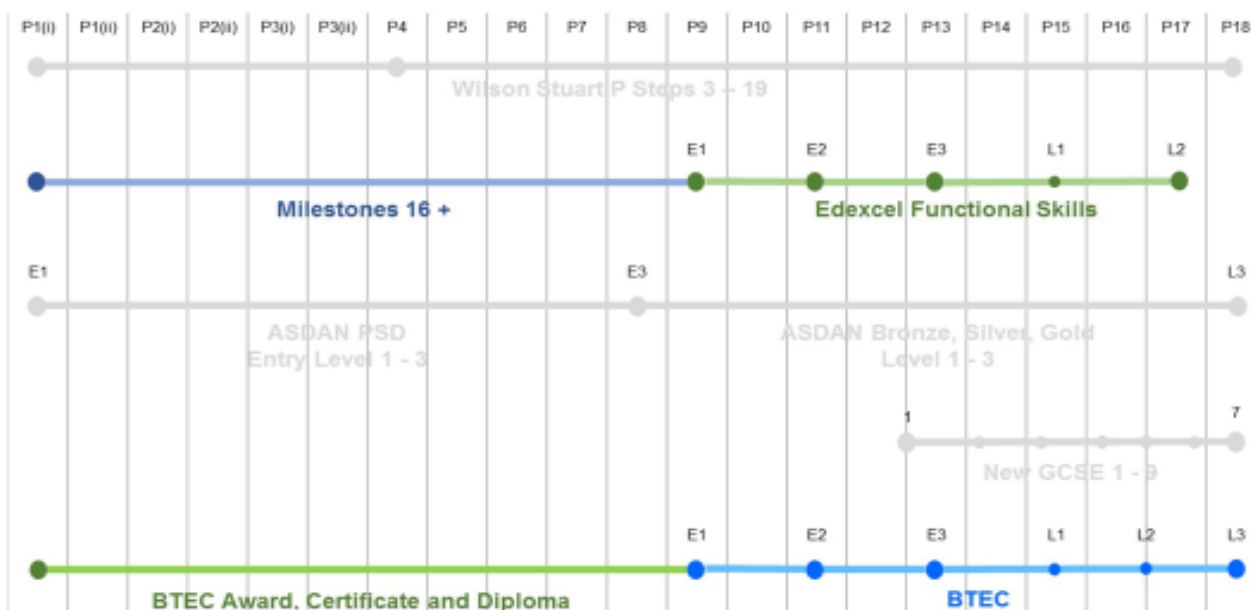 P1(i) P1(ii) P2(i) P2(ii) P3(i) P3(ii) P4 P5 P6 P7 P8 P9 P10 P11 P12 P13 P14 P15 P16 P17 P18
Wilson Stuart P Steps 3 – 19
E1 E2 E3 L1 L2
Milestones 16 + Edexcel Functional Skills
E1 E3 L3
ASDAN PSD ASDAN Bronze, Silver, Gold
Entry Level 1 - 3 Level 1 - 3
1 7
New GCSE 1 - 9
E1 E2 E3 L1 L2 L3
BTEC Award, Certificate and Diploma BTEC